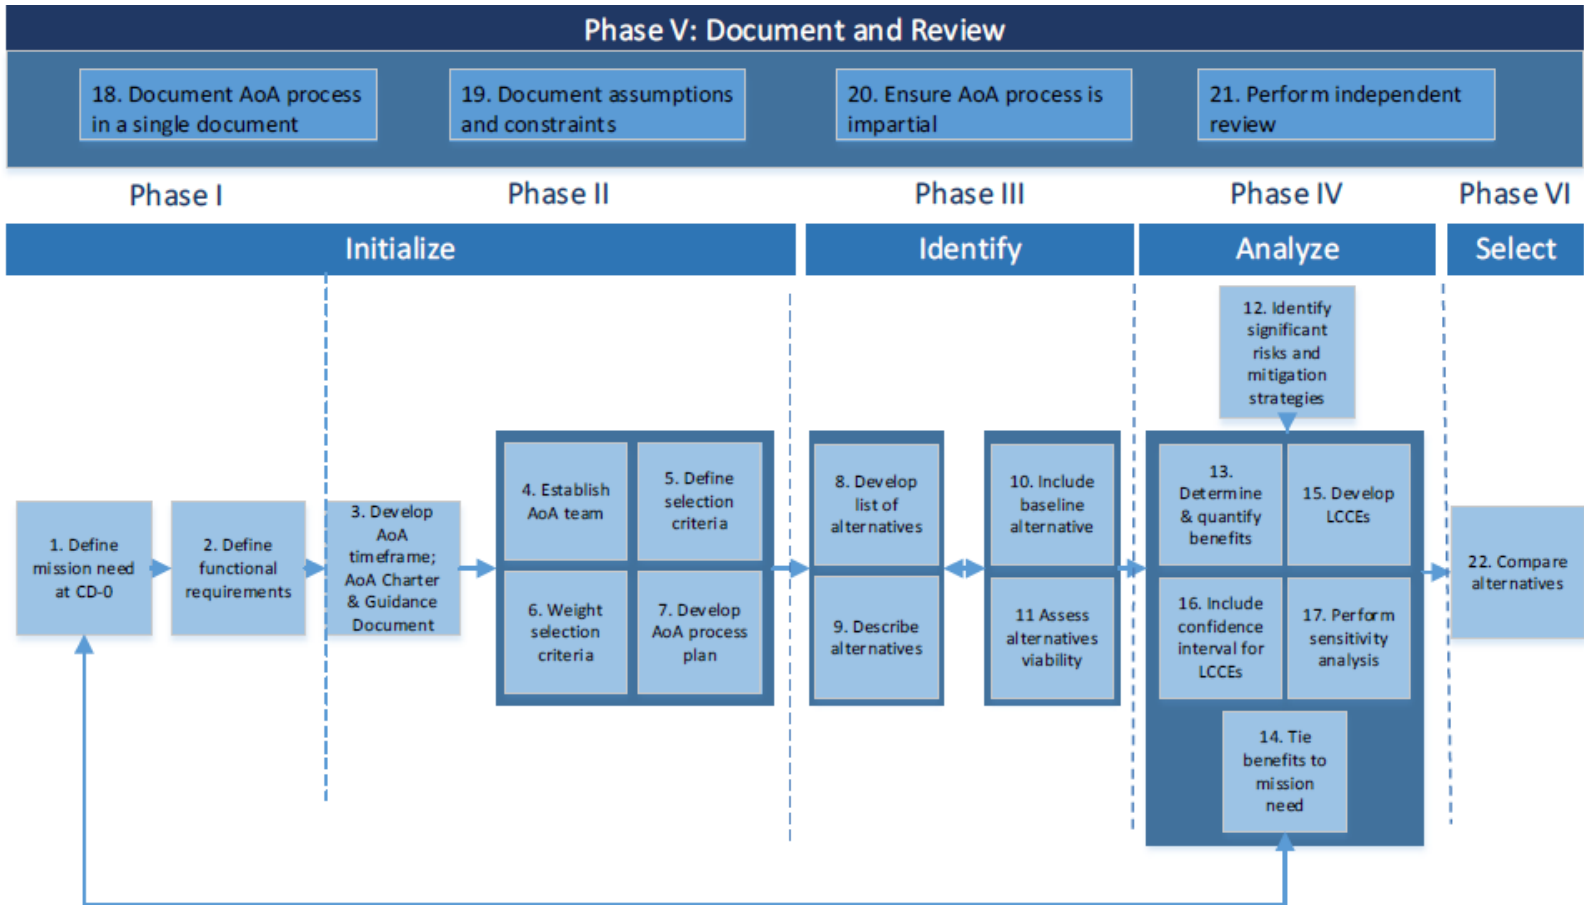 Phase V: Document and Review
18. Document AoA process
in a single document
19. Document assumptions
and constraints
20. Ensure AoA process is
impartial
21. Perform independent
review
Phase I
Phase II
Phase III
Phase IV
Phase VI
Initialize
Identify
Analyze
Select
1. Define
mission need
at CD-0
2. Define
functional
requirements
3. Develop
AoA
timeframe;
AoA Charter
& Guidance
Document
4. Establish
AoA team
5. Define
selection
criteria
6. Weight
selection
criteria
7. Develop
AoA process
plan
8. Develop
list of
alternatives
9. Describe
alternatives
10. Include
baseline
alternative
11 Assess
alternatives
viability
12. Identify
significant
risks and
mitigation
strategies
13.
Determine
& quantify
benefits
15. Develop
LCCEs
16. Include
confidence
interval for
LCCEs
17. Perform
sensitivity
analysis
14. Tie
benefits to
mission
need
22. Compare
alternatives